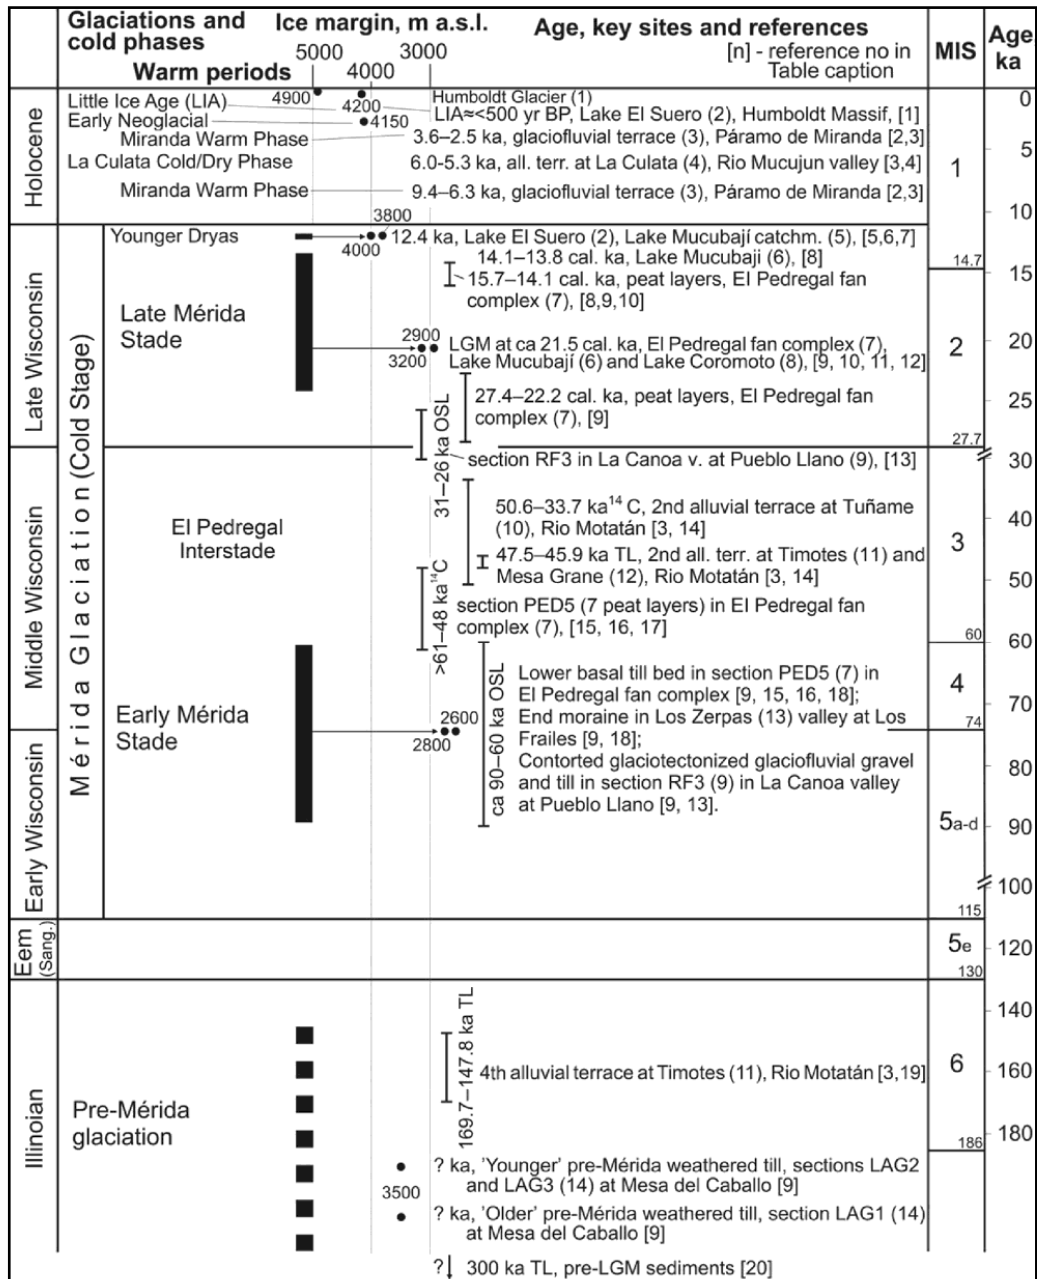 Glaciations and
cold phases
Warm periods
Ice margin, m a.s.l.
5000 3000
4000
Age, key sites and references
[n] - reference no in
Table caption
MIS
Age
ka
Holocene
Little Ice Age (LIA)
4900
4200
Humboldt Glacier (1)
LIA≈<500 yr BP, Lake El Suero (2), Humboldt Massif, [1]
Early Neoglacial
4150
Miranda Warm Phase
3.6–2.5 ka, glaciofluvial terrace (3), Páramo de Miranda [2,3]
La Culata Cold/Dry Phase
6.0-5.3 ka, all. terr. at La Culata (4), Rio Mucujun valley [3,4]
Miranda Warm Phase
9.4–6.3 ka, glaciofluvial terrace (3), Páramo de Miranda [2,3]
1
0
5
10
Late Wisconsin
Mérida Glaciation (Cold Stage)
Younger Dryas
3800
4000
12.4 ka, Lake El Suero (2), Lake Mucubají catchm. (5), [5,6,7]
14.1–13.8 cal. ka, Lake Mucubaji (6), [8]
15.7–14.1 cal. ka, peat layers, El Pedregal fan
complex (7), [8,9,10]
Late Mérida
Stade
2900
3200
LGM at ca 21.5 cal. ka, El Pedregal fan complex (7),
Lake Mucubají (6) and Lake Coromoto (8), [9, 10, 11, 12]
27.4–22.2 cal. ka, peat layers, El Pedregal fan
complex (7), [9]
14.7
2
27.7
15
20
25
Middle Wisconsin
31–26 ka OSL
section RF3 in La Canoa v. at Pueblo Llano (9), [13]
El Pedregal
Interstade
50.6–33.7 ka14 C, 2nd alluvial terrace at Tuñame
(10), Rio Motatán [3, 14]
47.5–45.9 ka TL, 2nd all. terr. at Timotes (11) and
Mesa Grane (12), Rio Motatán [3, 14]
>61–48 ka14C
section PED5 (7 peat layers) in El Pedregal fan
complex (7), [15, 16, 17]
3
60
30
40
50
60
Early Mérida
Stade
2600
2800
ca 90–60 ka OSL
Lower basal till bed in section PED5 (7) in
El Pedregal fan complex [9, 15, 16, 18];
End moraine in Los Zerpas (13) valley at Los
Frailes [9, 18];
Contorted glaciotectonized glaciofluvial gravel
and till in section RF3 (9) in La Canoa valley
at Pueblo Llano [9, 13].
4
74
70
Early Wisconsin
5a-d
115
80
90
100
Eem
(Sang.)
5e
130
120
Illinoian
Pre-Mérida
glaciation
169.7–147.8 ka TL
4th alluvial terrace at Timotes (11), Rio Motatán [3,19]
6
186
140
160
180
3500
? ka, 'Younger' pre-Mérida weathered till, sections LAG2
and LAG3 (14) at Mesa del Caballo [9]
? ka, 'Older' pre-Mérida weathered till, section LAG1 (14)
at Mesa del Caballo [9]
?↓ 300 ka TL, pre-LGM sediments [20]